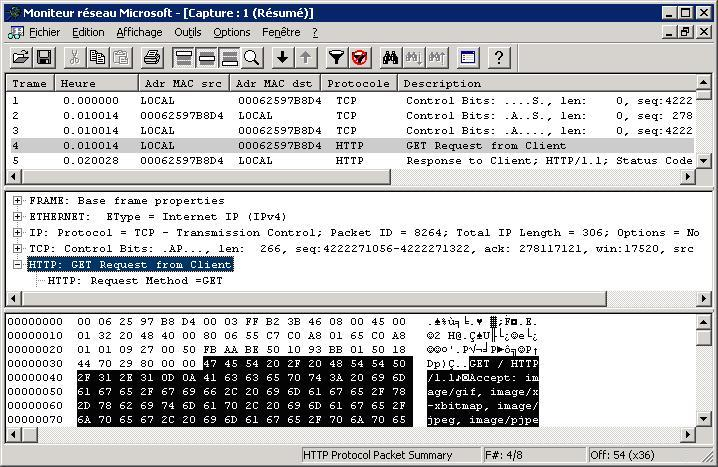 Moniteur réseau Microsoft - [Capture : 1 (Résumé)]
Fichier Edition Affichage Outils Options Fenêtre ?
Trame Heure Adr MAC src Adr MAC dst Protocole Description
1 0.000000 LOCAL 00062597B8D4 TCP Control Bits: ....S., len: 0, seq:4222
2 0.010014 00062597B8D4 LOCAL TCP Control Bits: .A..S., len: 0, seq: 278
3 0.010014 LOCAL 00062597B8D4 TCP Control Bits: .A...., len: 0, seq:4222
4 0.010014 LOCAL 00062597B8D4 HTTP GET Request from Client
5 0.020028 00062597B8D4 LOCAL HTTP Response to Client; HTTP/1.1; Status Code
FRAME: Base frame properties
ETHERNET: EType = Internet IP (IPv4)
IP: Protocol = TCP - Transmission Control; Packet ID = 8264; Total IP Length = 306; Options = No
TCP: Control Bits: .AP..., len: 266, seq:4222271056-4222271322, ack: 278117121, win:17520, src
HTTP: GET Request from Client
HTTP: Request Method =GET
00000000 00 06 25 97 B8 D4 00 03 FF B2 3B 46 08 00 45 00
00000010 01 32 20 48 40 00 80 06 55 C7 C0 A8 01 65 C0 A8
00000020 01 01 09 27 00 50 FB AA BE 50 10 93 BB 01 50 18
00000030 44 70 29 80 00 00 47 45 54 20 2F 20 48 54 54 50 Dp)Ç..GET / HTTP
00000040 2F 31 2E 31 0D 0A 41 63 63 65 70 74 3A 20 69 6D /1.1♪◙Accept: im
00000050 61 67 65 2F 67 69 66 2C 20 69 6D 61 67 65 2F 78 age/gif, image/x
00000060 2D 78 62 69 74 6D 61 70 2C 20 69 6D 61 67 65 2F -xbitmap, image/
00000070 6A 70 65 67 2C 20 69 6D 61 67 65 2F 70 6A 70 65 jpeg, image/pjpe
HTTP Protocol Packet Summary F#: 4/8 Off: 54 (x36)